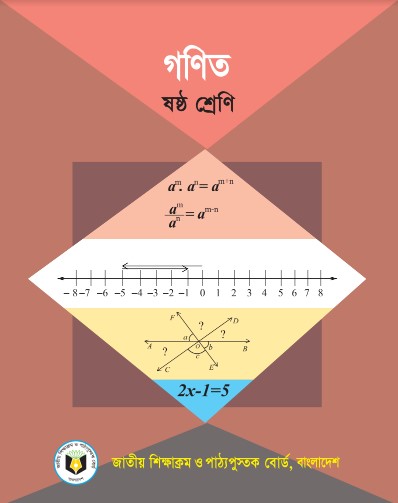 গণিত
ষষ্ঠ শ্রেণি
aᵐ. aⁿ= aᵐ⁺ⁿ
aᵐ/aⁿ = aᵐ⁻ⁿ
–8 –7 –6 –5 –4 –3 –2 –1 0 1 2 3 4 5 6 7 8
F ? D
a ?
A O b B
? c
C E
2x-1=5
জাতীয় শিক্ষাক্রম ও পাঠ্যপুস্তক বোর্ড, বাংলাদেশ